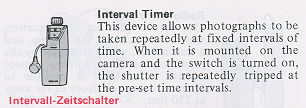 Interval Timer
This device allows photographs to be
taken repeatedly at fixed intervals of
time. When it is mounted on the
camera and the switch is turned on,
the shutter is repeatedly tripped at
the pre-set time intervals.
Intervall-Zeitschalter